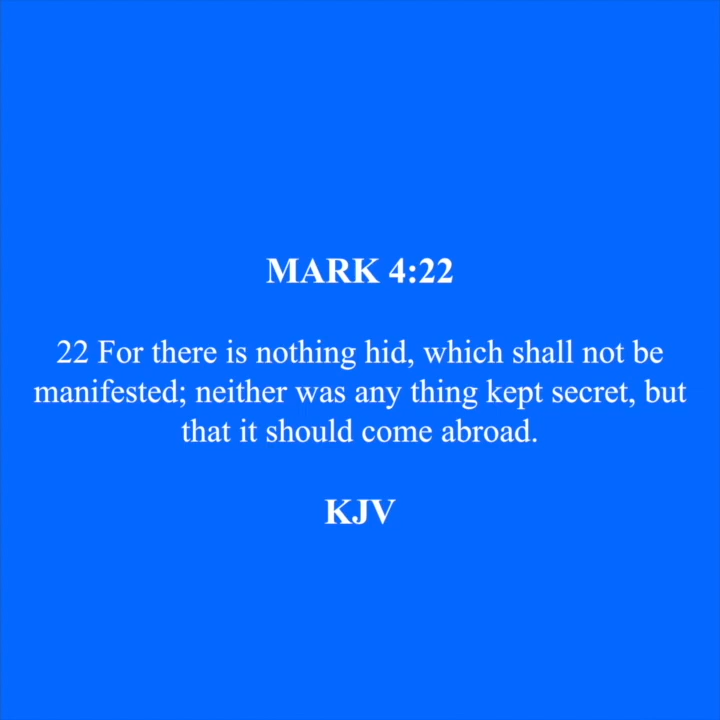 MARK 4:22
22 For there is nothing hid, which shall not be
manifested; neither was any thing kept secret, but
that it should come abroad.
KJV